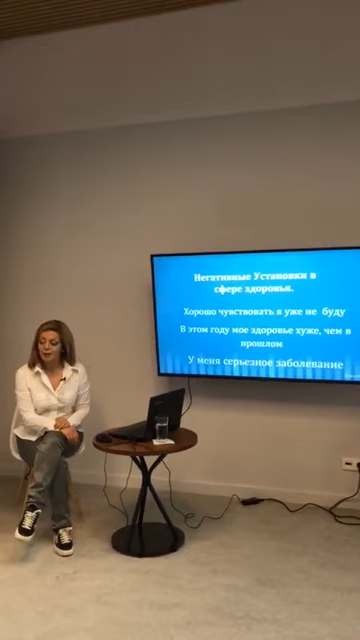 Негативные Установки в
сфере здоровья.
Хорошо чувствовать я уже не буду
В этом году мое здоровье хуже, чем в
прошлом
У меня серьезное заболевание